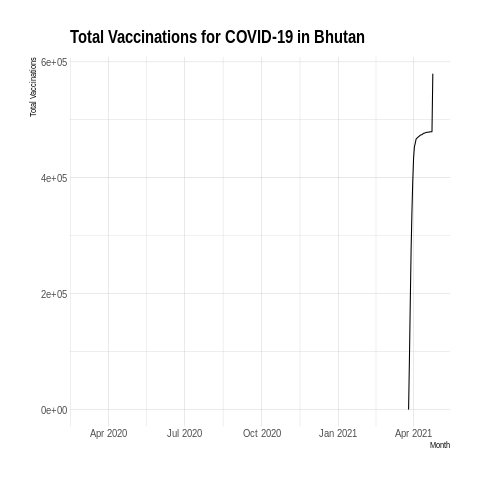 Total Vaccinations for COVID-19 in Bhutan
Total Vaccinations
6e+05
4e+05
2e+05
0e+00
Apr 2020 Jul 2020 Oct 2020 Jan 2021 Apr 2021
Month